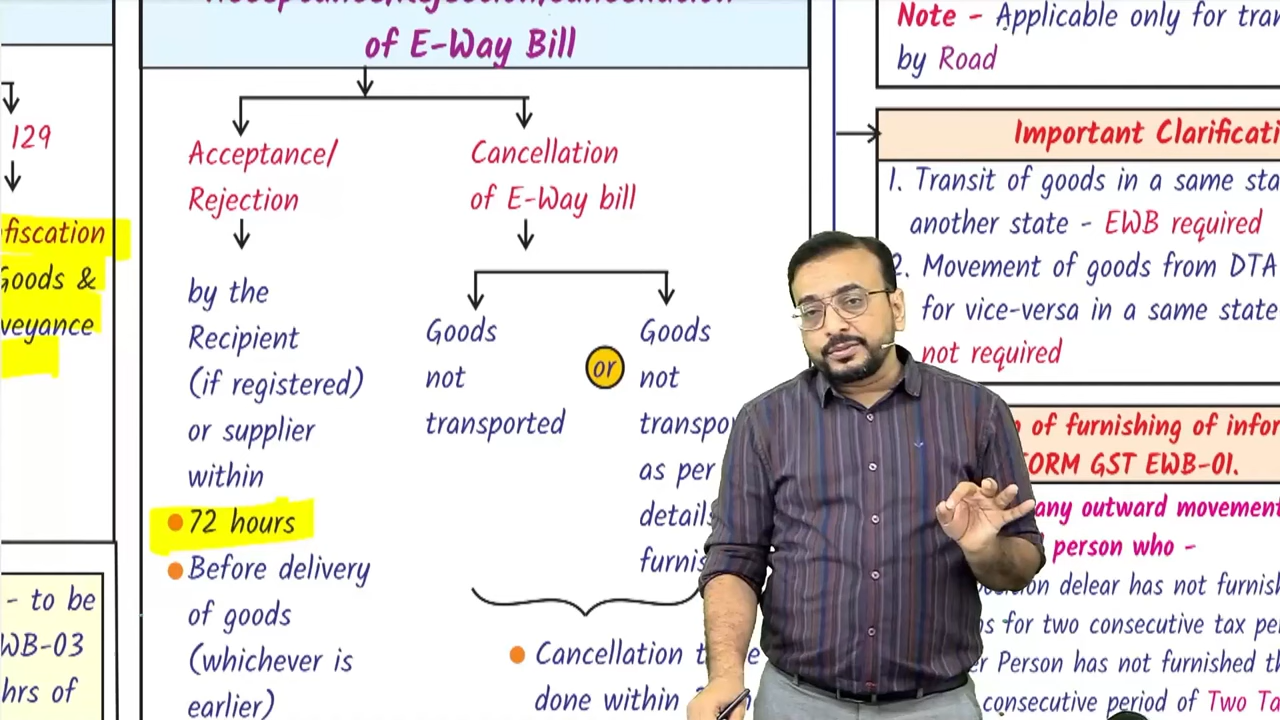 of E-Way Bill
129
fiscation
Goods &
veyance
- to be
WB-03
hrs of
Acceptance/
Rejection
by the
Recipient
(if registered)
or supplier
within
72 hours
Before delivery
of goods
(whichever is
earlier)
Cancellation
of E-Way bill
Goods
not
transported
or
Goods
not
transpo
as per
details
furnis
Cancellation t e
done within
Note - Applicable only for tran
by Road
Important Clarificati
1. Transit of goods in a same sta
another state - EWB required
2. Movement of goods from DTA
for vice-versa in a same state
not required
of furnishing of infor
FORM GST EWB-01.
any outward movement
person who -
delear has not furnish
for two consecutive tax pe
Person has not furnished th
consecutive period of Two Ta